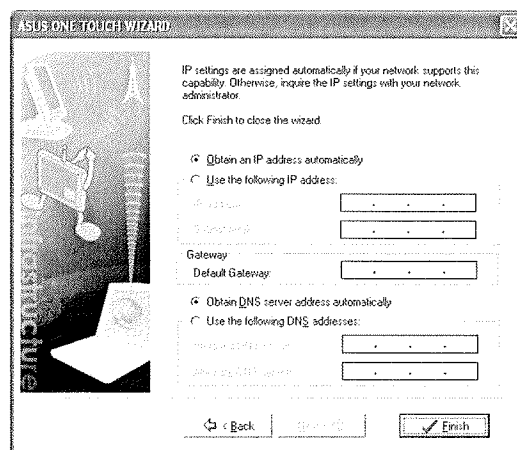 ASUS ONE TOUCH WIZARD
IP settings are assigned automatically if your network supports this
capability. Otherwise, inquire the IP settings with your network
administrator.
Click Finish to close the wizard.
Obtain an IP address automatically
Use the following IP address:
Gateway
Default Gateway:
Obtain DNS server address automatically
Use the following DNS addresses:
< Back
Finish